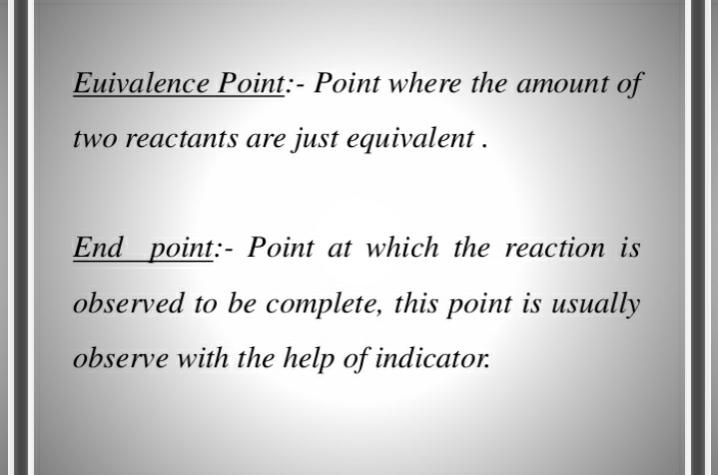 Euivalence Point:- Point where the amount of
two reactants are just equivalent .
End point:- Point at which the reaction is
observed to be complete, this point is usually
observe with the help of indicator.